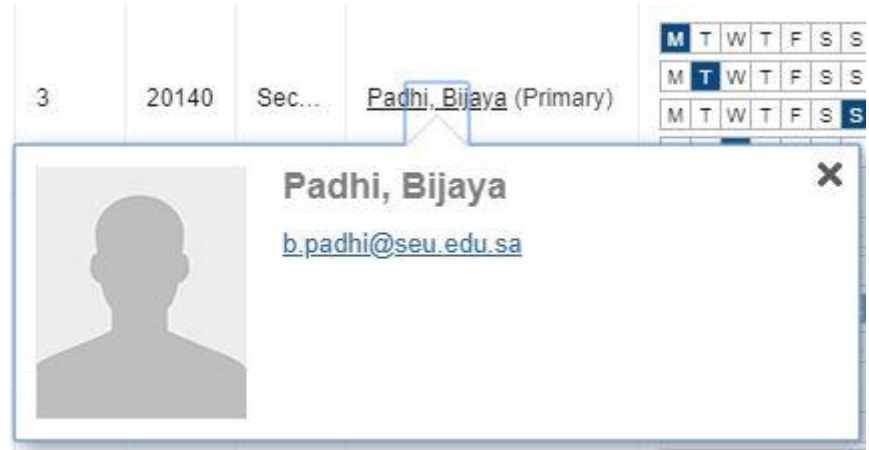 M T W T F S S
3 20140 Sec... Padhi, Bijaya (Primary) M T W T F S S
M T W T F S S
Padhi, Bijaya
b.padhi@seu.edu.sa